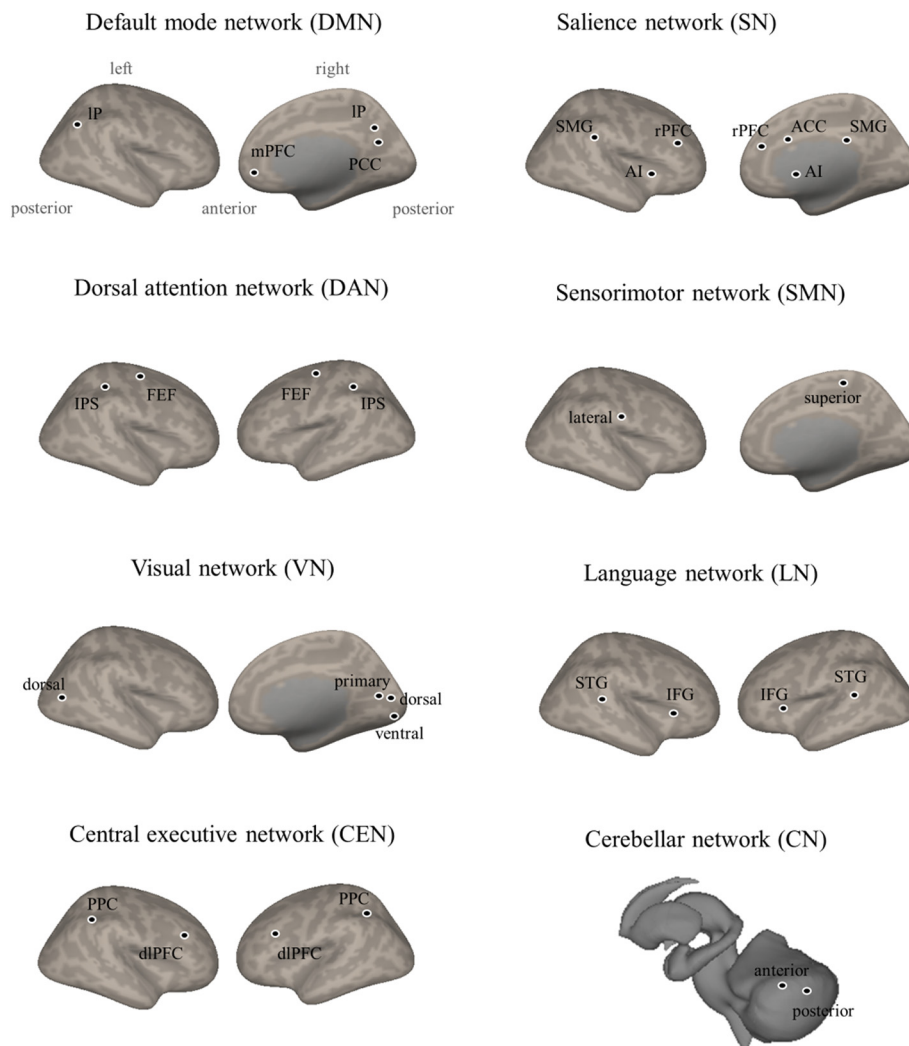 Default mode network (DMN)
left
right
lP
lP
mPFC
PCC
posterior
anterior
posterior
Salience network (SN)
SMG
rPFC
AI
rPFC
ACC
SMG
AI
Dorsal attention network (DAN)
IPS
FEF
FEF
IPS
Sensorimotor network (SMN)
lateral
superior
Visual network (VN)
dorsal
primary
dorsal
ventral
Language network (LN)
STG
IFG
IFG
STG
Central executive network (CEN)
PPC
dlPFC
PPC
dlPFC
Cerebellar network (CN)
anterior
posterior